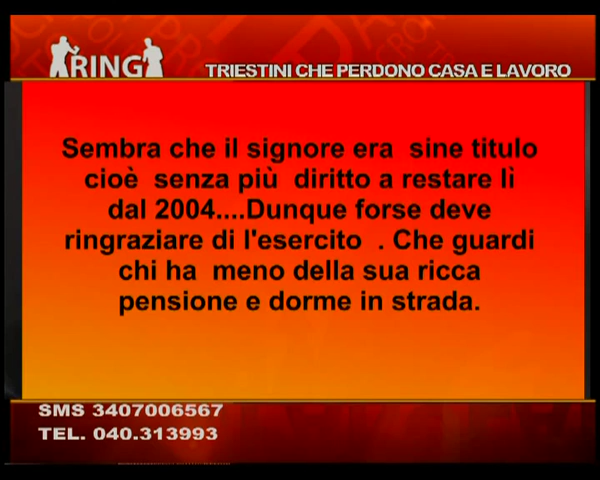 RING
TRIESTINI CHE PERDONO CASA E LAVORO
Sembra che il signore era sine titulo
cioè senza più diritto a restare lì
dal 2004....Dunque forse deve
ringraziare di l'esercito . Che guardi
chi ha meno della sua ricca
pensione e dorme in strada.
SMS 3407006567
TEL. 040.313993